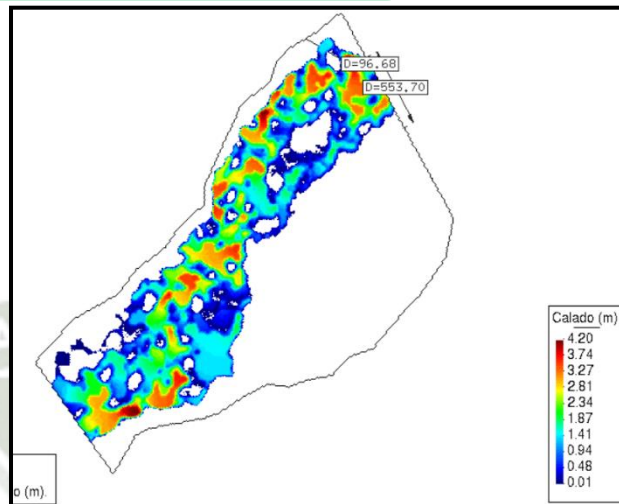 D=96.68
D=553.70
Calado (m)
4.20
3.74
3.27
2.81
2.34
1.87
1.41
0.94
0.48
0.01
o (m).